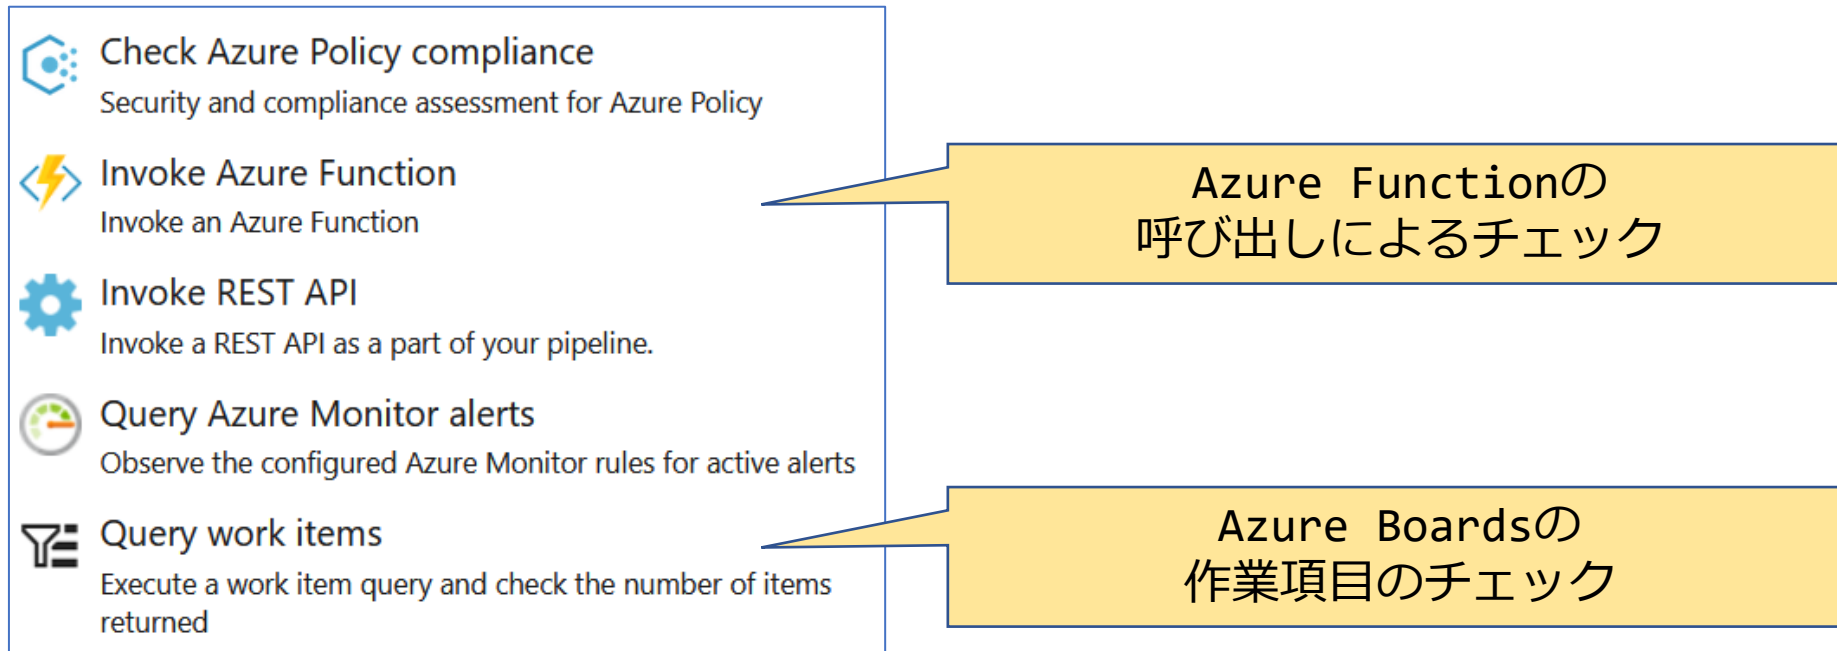 Check Azure Policy compliance
Security and compliance assessment for Azure Policy
Invoke Azure Function
Invoke an Azure Function
Invoke REST API
Invoke a REST API as a part of your pipeline.
Query Azure Monitor alerts
Observe the configured Azure Monitor rules for active alerts
Query work items
Execute a work item query and check the number of items
returned
Azure Functionの
呼び出しによるチェック
Azure Boardsの
作業項目のチェック